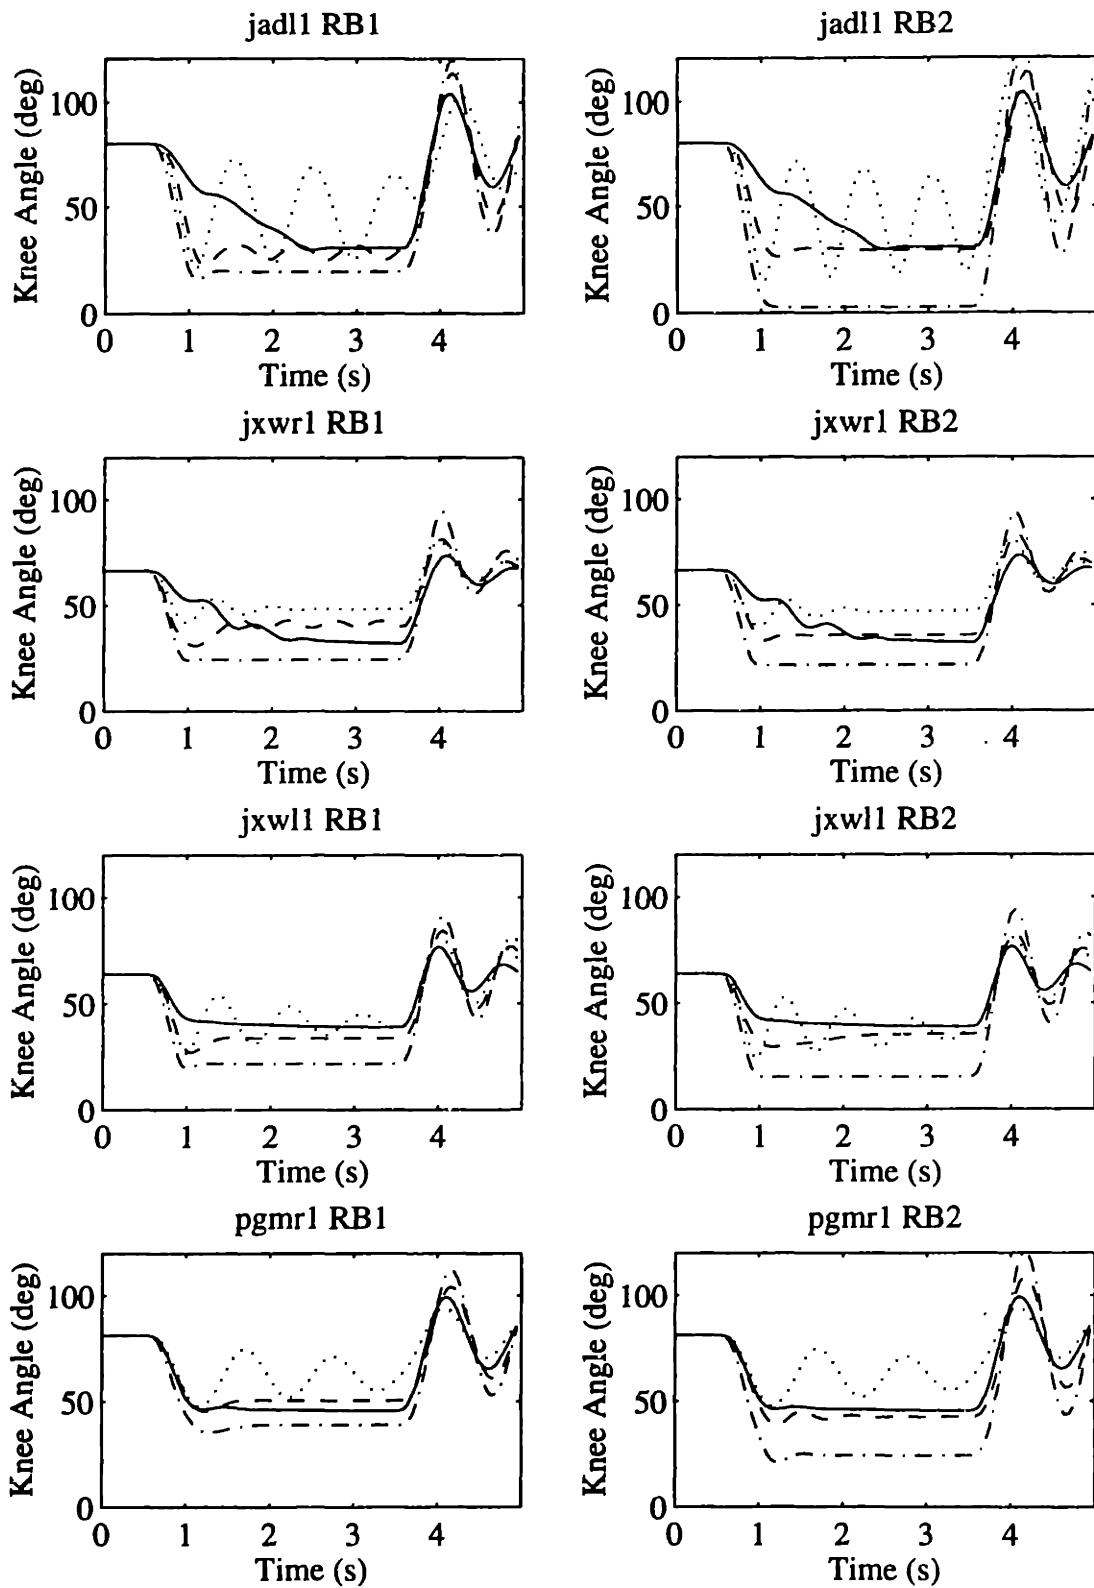 jadl1 RB1
Knee Angle (deg)
100
50
0
0 1 2 3 4
Time (s)
jadl1 RB2
Knee Angle (deg)
100
50
0
0 1 2 3 4
Time (s)
jxwr1 RB1
Knee Angle (deg)
100
50
0
0 1 2 3 4
Time (s)
jxwr1 RB2
Knee Angle (deg)
100
50
0
0 1 2 3 4
Time (s)
jxwl1 RB1
Knee Angle (deg)
100
50
0
0 1 2 3 4
Time (s)
jxwl1 RB2
Knee Angle (deg)
100
50
0
0 1 2 3 4
Time (s)
pgmr1 RB1
Knee Angle (deg)
100
50
0
0 1 2 3 4
Time (s)
pgmr1 RB2
Knee Angle (deg)
100
50
0
0 1 2 3 4
Time (s)